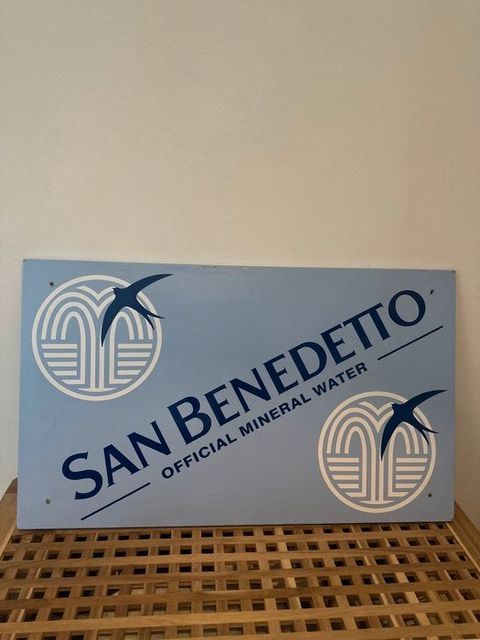 SAN BENEDETTO
OFFICIAL MINERAL WATER